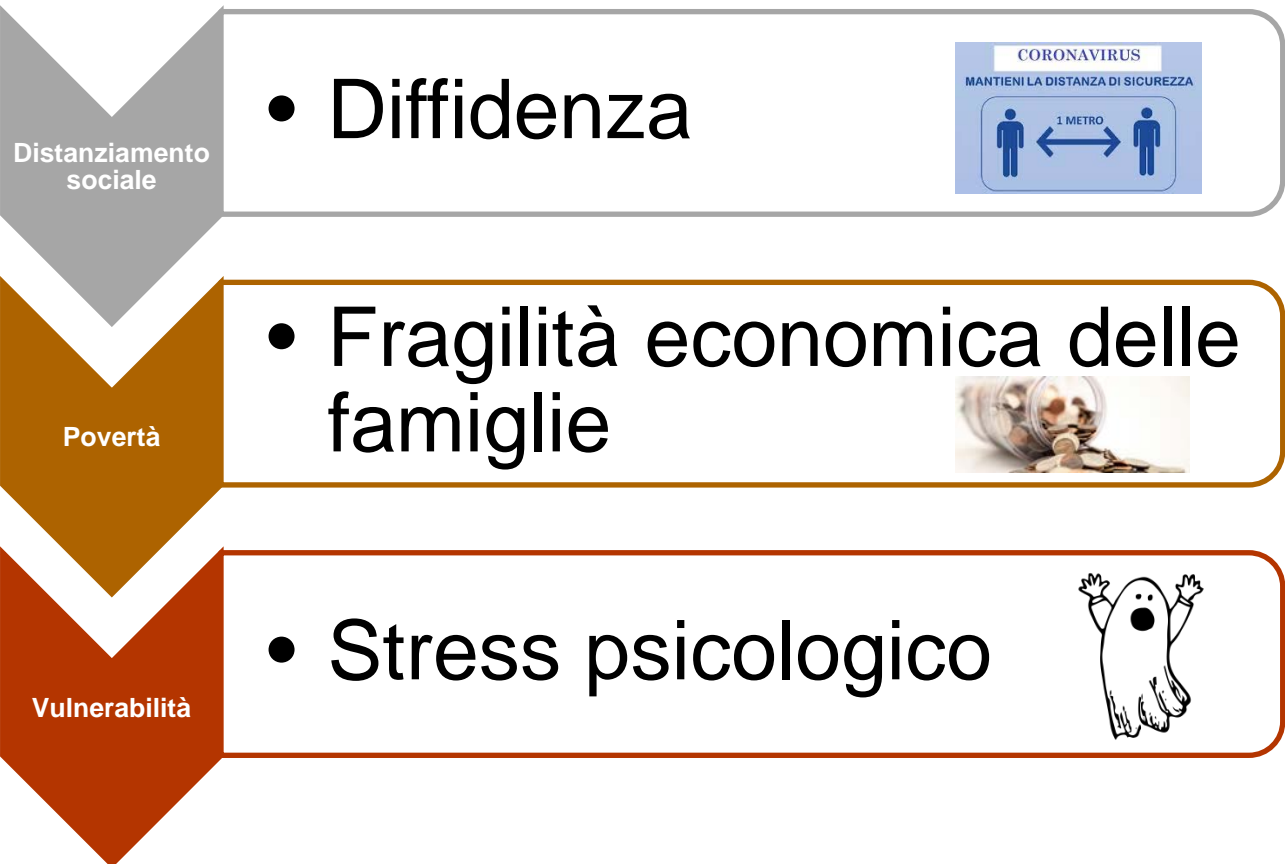 Distanziamento
sociale
• Diffidenza
CORONAVIRUS
MANTIENI LA DISTANZA DI SICUREZZA
1 METRO
Povertà
• Fragilità economica delle
famiglie
Vulnerabilità
• Stress psicologico